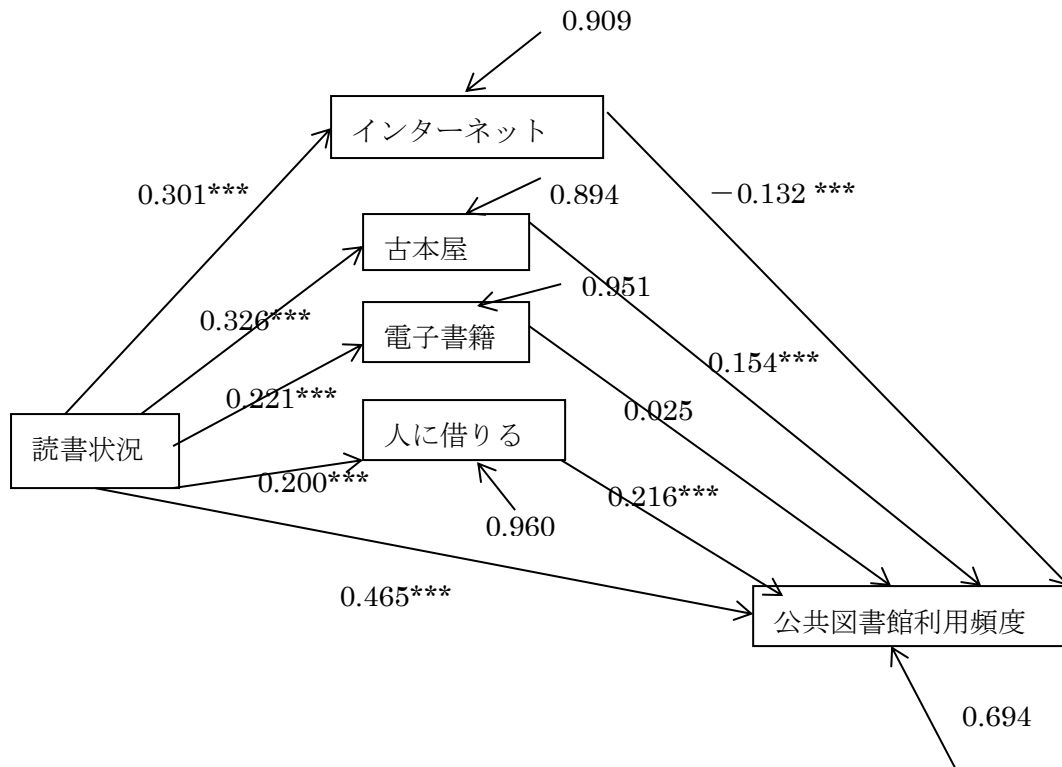 0.909
インターネット
0.301***
－0.132 ***
0.894
古本屋
0.951
0.326***
電子書籍
0.154***
0.221***
0.025
人に借りる
読書状況
0.200***
0.216***
0.960
0.465***
公共図書館利用頻度
0.694